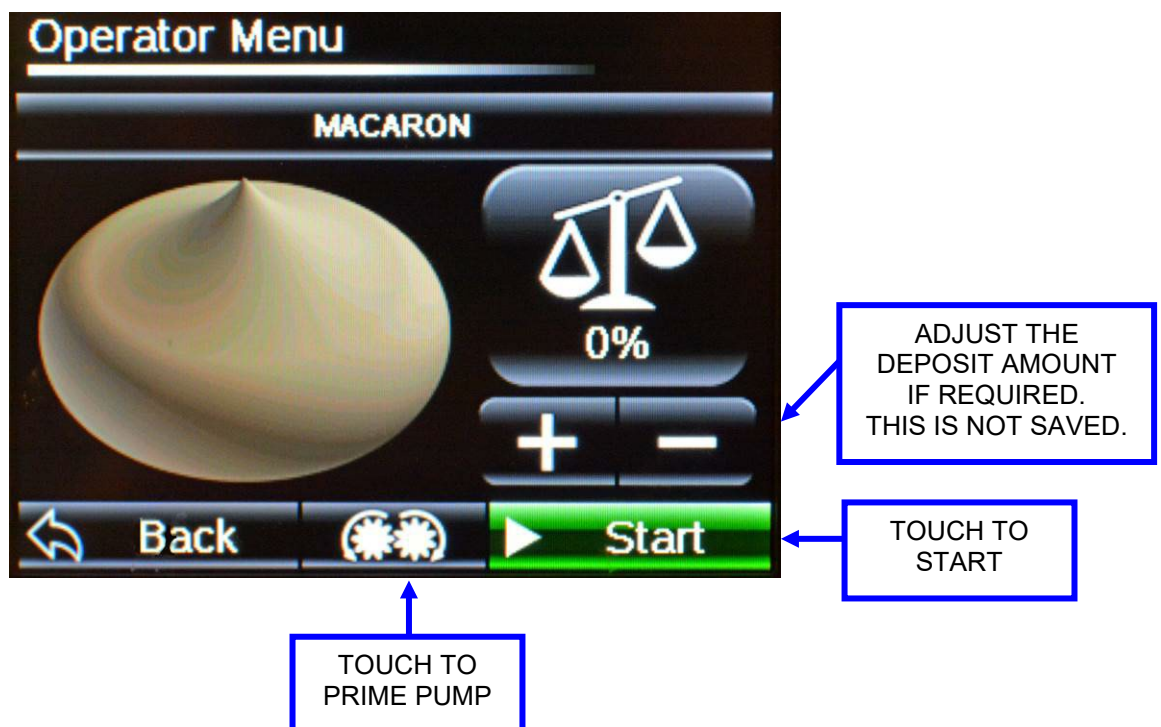 Operator Menu
MACARON
0%
ADJUST THE
DEPOSIT AMOUNT
IF REQUIRED.
THIS IS NOT SAVED.
Back
Start
TOUCH TO
START
TOUCH TO
PRIME PUMP